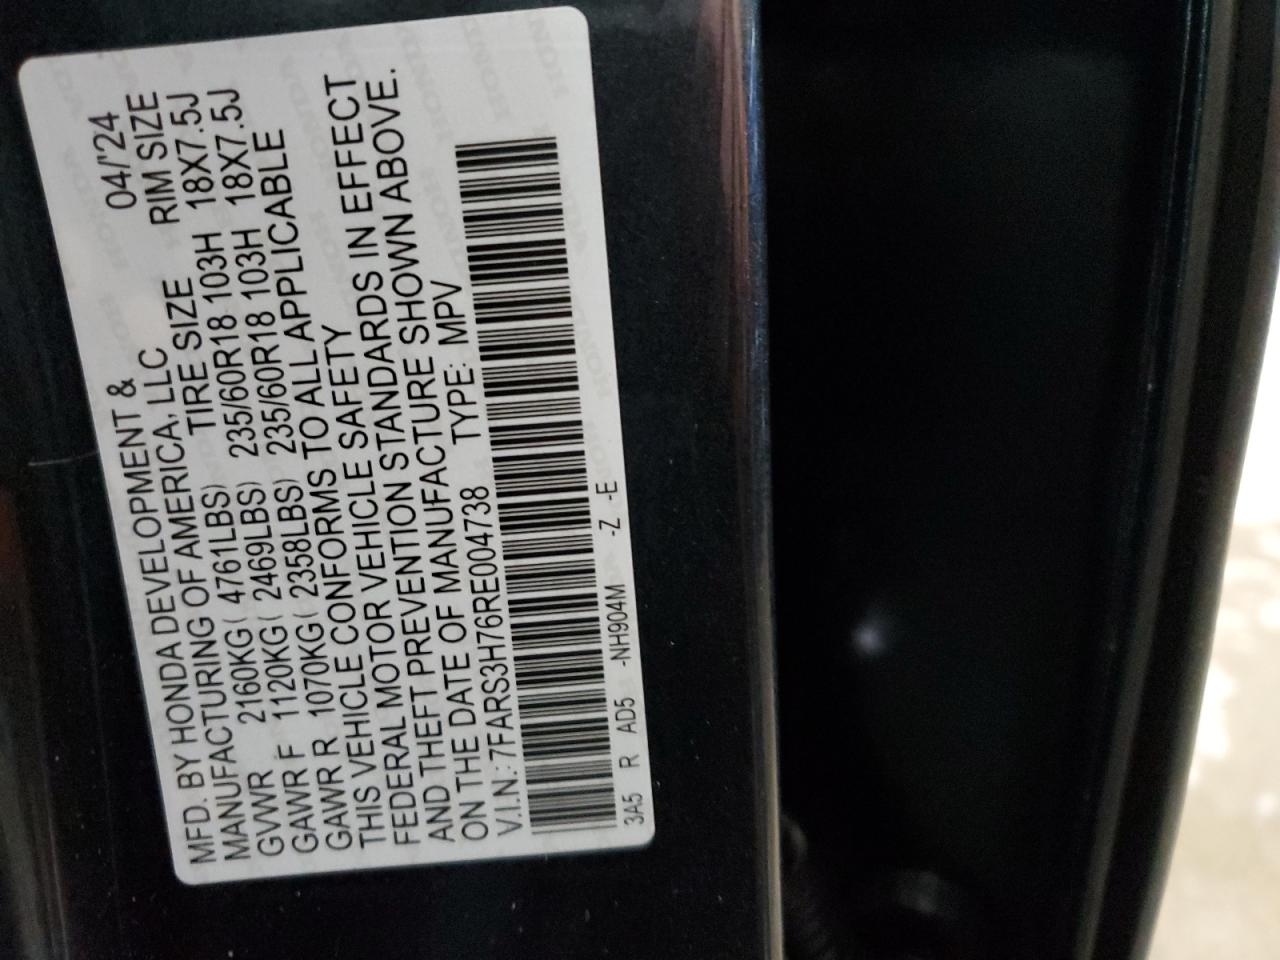 MFD. BY HONDA DEVELOPMENT & 04/'24
MANUFACTURING OF AMERICA, LLC
TIRE SIZE RIM SIZE
GVWR 2160KG ( 4761LBS) 235/60R18 103H 18X7.5J
GAWR F 1120KG ( 2469LBS) 235/60R18 103H 18X7.5J
GAWR R 1070KG ( 2358LBS)
THIS VEHICLE CONFORMS TO ALL APPLICABLE
FEDERAL MOTOR VEHICLE SAFETY
AND THEFT PREVENTION STANDARDS IN EFFECT
ON THE DATE OF MANUFACTURE SHOWN ABOVE.
V.I.N.: 7FARS3H76RE004738 TYPE: MPV
3A5 R AD5 -NH904M -Z -E